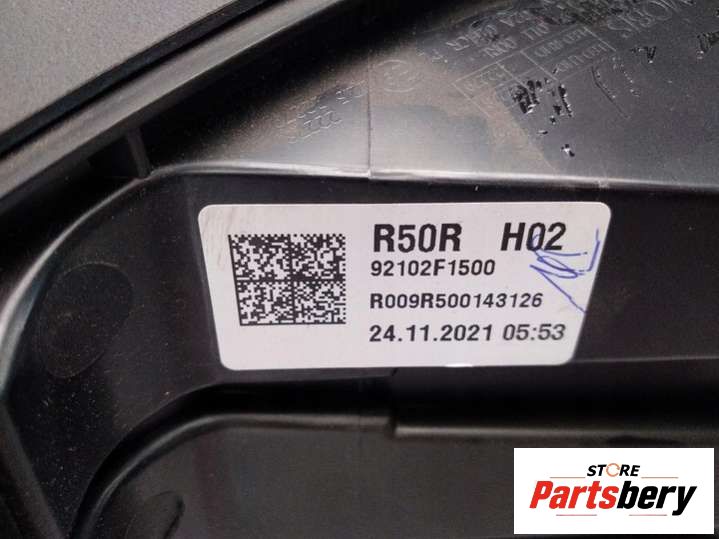 R50R H02
92102F1500
R009R500143126
24.11.2021 05:53
STORE
Partsbery